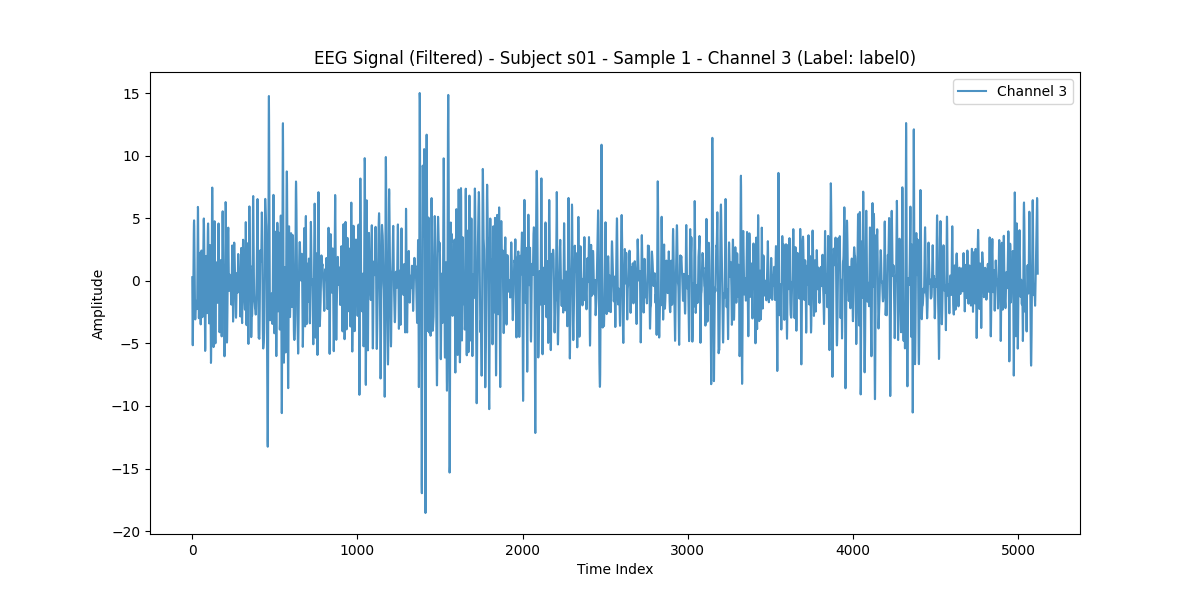 EEG Signal (Filtered) - Subject s01 - Sample 1 - Channel 3 (Label: label0)
Channel 3
15
10
5
0
−5
−10
−15
−20
Amplitude
0 1000 2000 3000 4000 5000
Time Index